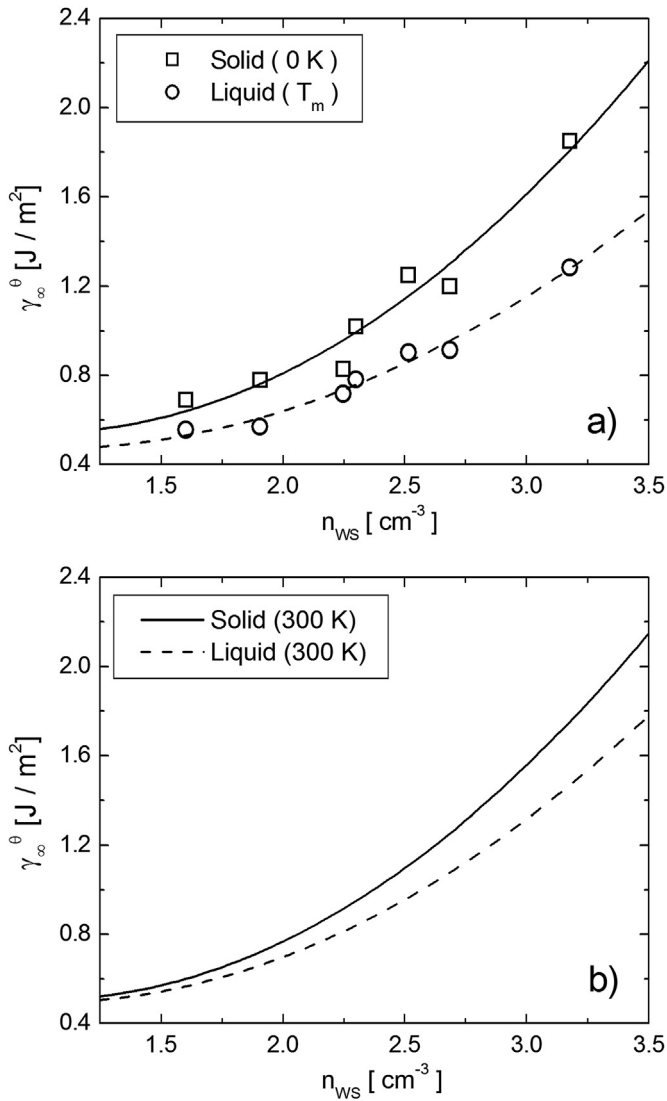 2.4
2.0
1.6
1.2
0.8
0.4
γ∞θ [J / m2]
Solid ( 0 K )
Liquid ( Tm )
a)
1.5 2.0 2.5 3.0 3.5
nWS [ cm-3 ]
2.4
2.0
1.6
1.2
0.8
0.4
γ∞θ [J / m2]
Solid (300 K)
Liquid (300 K)
b)
1.5 2.0 2.5 3.0 3.5
nWS [ cm-3 ]